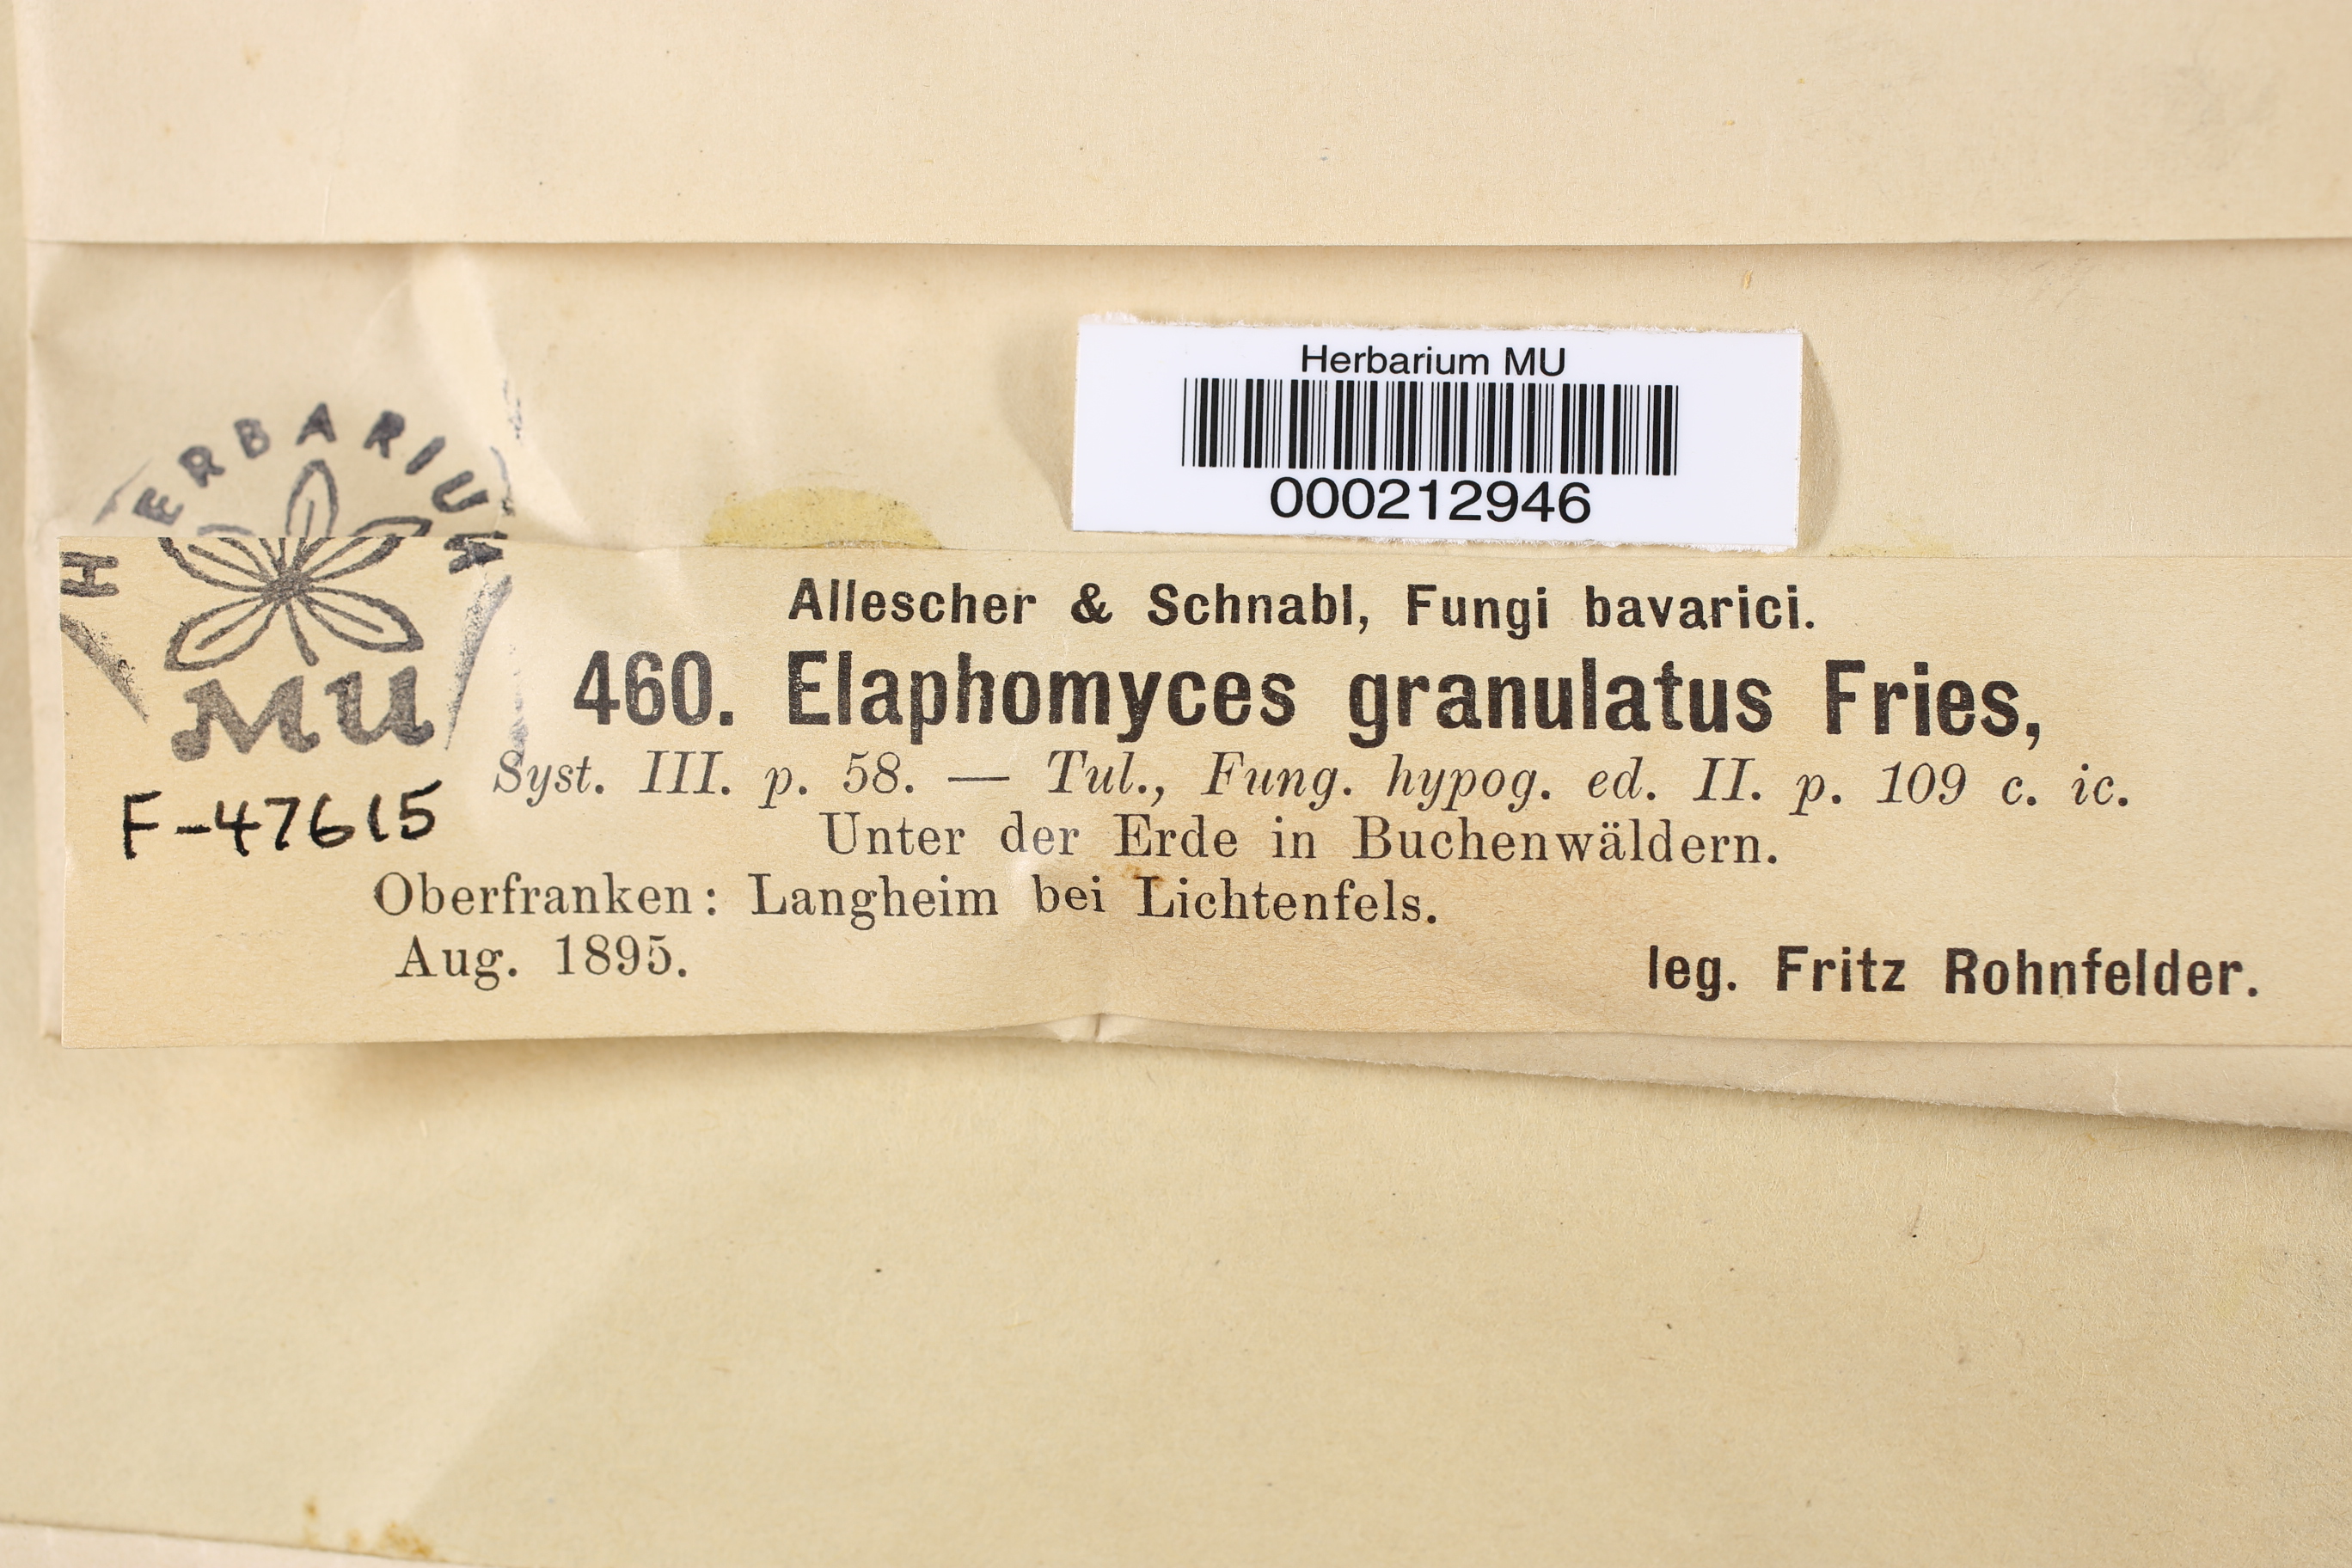 Herbarium MU
000212946
HERBARIUM
MU
F-47615
Allescher & Schnabl, Fungi bavarici.
460. Elaphomyces granulatus Fries,
Syst. III. p. 58. — Tul., Fung. hypog. ed. II. p. 109 c. ic.
Unter der Erde in Buchenwäldern.
Oberfranken: Langheim bei Lichtenfels.
Aug. 1895.
leg. Fritz Rohnfelder.